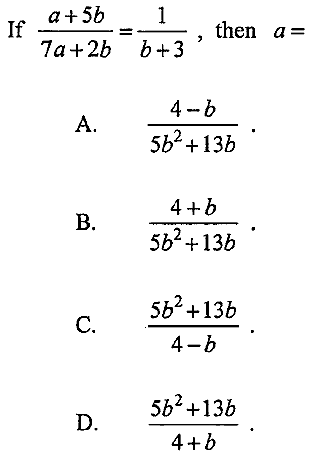 If (a+5b)/(7a+2b) = 1/(b+3) , then a =
A. (4−b)/(5b²+13b) .
B. (4+b)/(5b²+13b) .
C. (5b²+13b)/(4−b) .
D. (5b²+13b)/(4+b) .